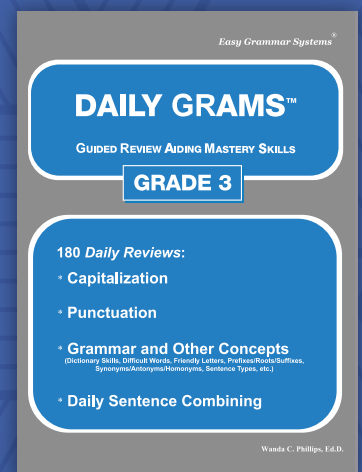 Easy Grammar Systems®
DAILY GRAMS™
GUIDED REVIEW AIDING MASTERY SKILLS
GRADE 3
180 Daily Reviews:
* Capitalization
* Punctuation
* Grammar and Other Concepts
(Dictionary Skills, Difficult Words, Friendly Letters, Prefixes/Roots/Suffixes,
Synonyms/Antonyms/Homonyms, Sentence Types, etc.)
* Daily Sentence Combining
Wanda C. Phillips, Ed.D.